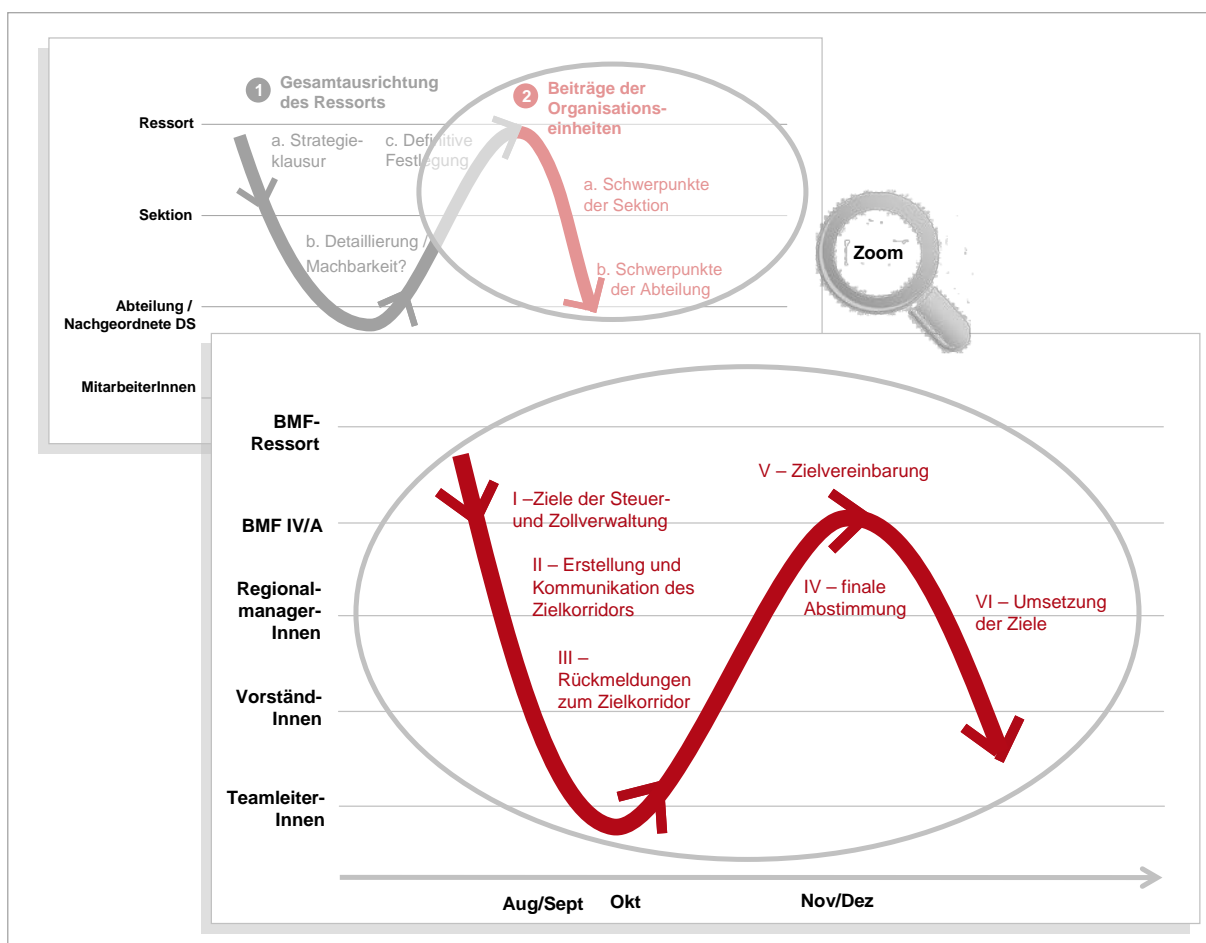 1 Gesamtausrichtung
des Ressorts
2 Beiträge der
Organisations-
einheiten
Ressort
a. Strategie-
klausur
c. Definitive
Festlegung
a. Schwerpunkte
der Sektion
Sektion
b. Detaillierung /
Machbarkeit?
b. Schwerpunkte
der Abteilung
Abteilung /
Nachgeordnete DS
MitarbeiterInnen
Zoom
BMF-
Ressort
V – Zielvereinbarung
I –Ziele der Steuer-
und Zollverwaltung
BMF IV/A
II – Erstellung und
Kommunikation des
Zielkorridors
IV – finale
Abstimmung
VI – Umsetzung
der Ziele
Regional-
manager-
Innen
III –
Rückmeldungen
zum Zielkorridor
Vorständ-
Innen
Teamleiter-
Innen
Aug/Sept Okt Nov/Dez